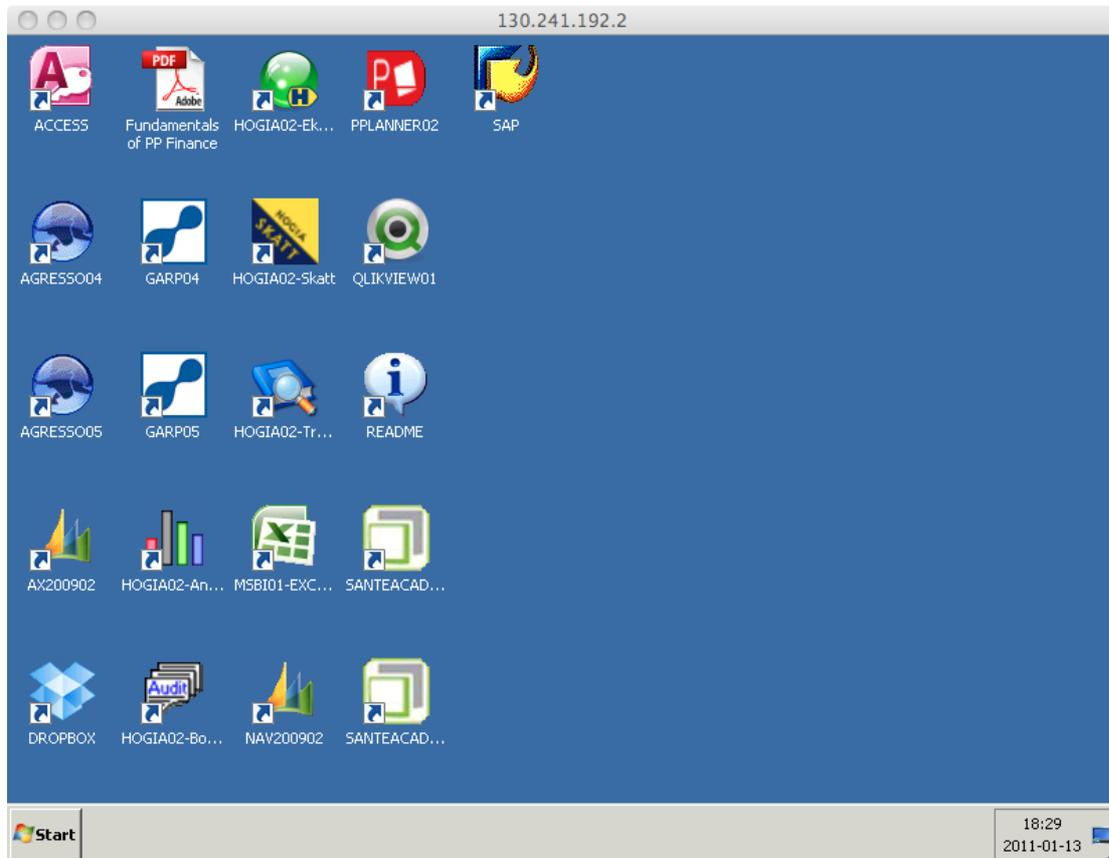 130.241.192.2
PDF
Adobe
ACCESS
Fundamentals
of PP Finance
HOGIA02-Ek...
PPLANNER02
SAP
HOGIA
SKATT
AGRESSO04
GARP04
HOGIA02-Skatt
QLIKVIEW01
AGRESSO05
GARP05
HOGIA02-Tr...
README
AX200902
HOGIA02-An...
MSBI01-EXC...
SANTEACAD...
Audit
DROPBOX
HOGIA02-Bo...
NAV200902
SANTEACAD...
Start
18:29
2011-01-13